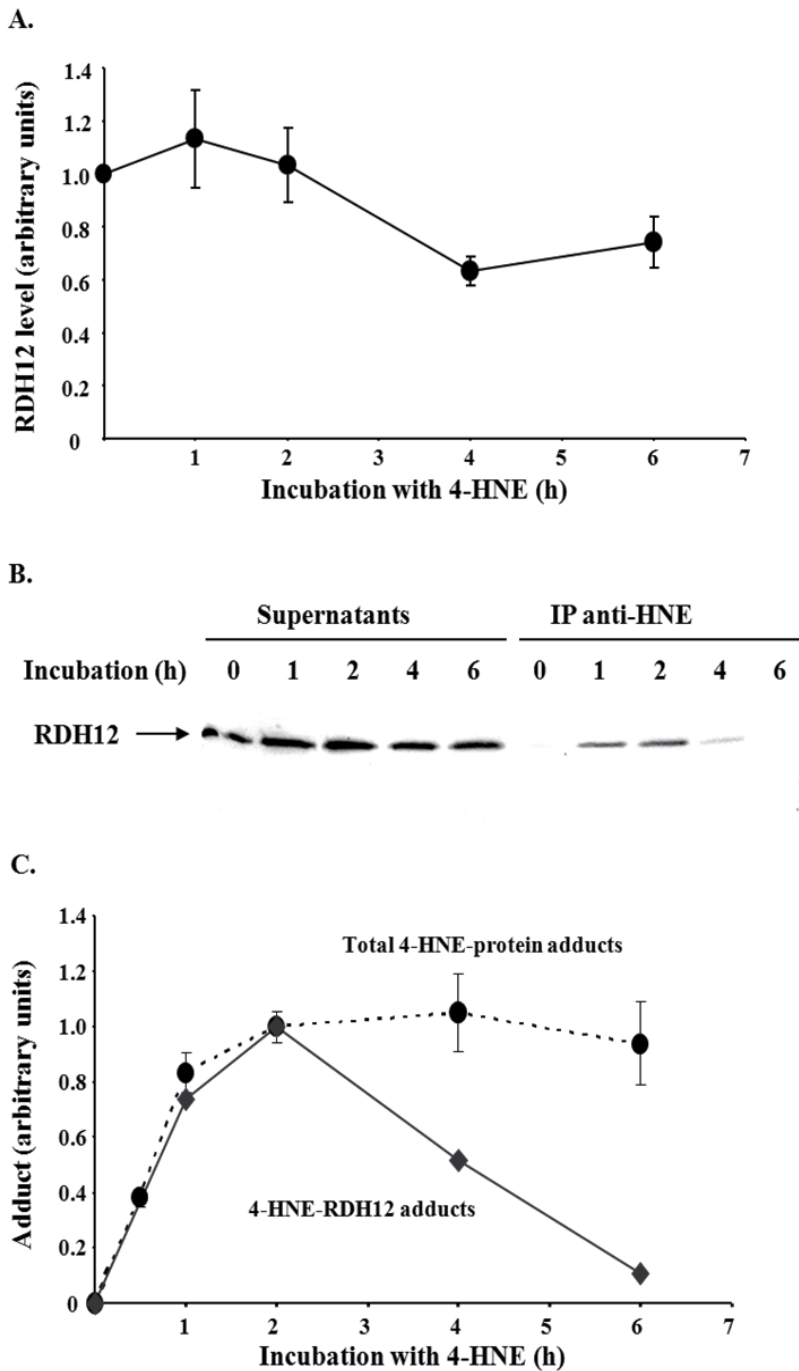 A.
RDH12 level (arbitrary units)
1.4
1.2
1.0
0.8
0.6
0.4
0.2
0
1 2 3 4 5 6 7
Incubation with 4-HNE (h)
B.
Supernatants IP anti-HNE
Incubation (h) 0 1 2 4 6 0 1 2 4 6
RDH12
C.
Adduct (arbitrary units)
1.4
1.2
1.0
0.8
0.6
0.4
0.2
0
Total 4-HNE-protein adducts
4-HNE-RDH12 adducts
1 2 3 4 5 6 7
Incubation with 4-HNE (h)